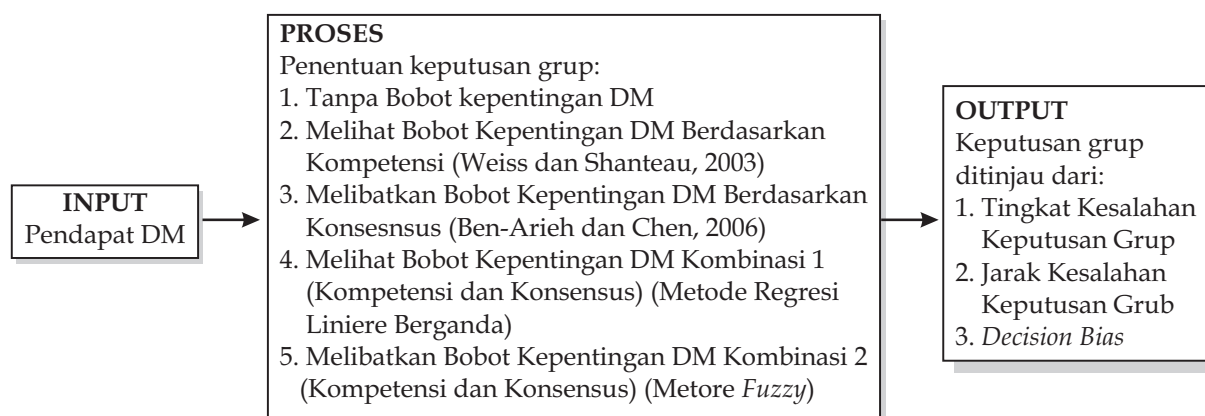 INPUT
Pendapat DM
PROSES
Penentuan keputusan grup:
1. Tanpa Bobot kepentingan DM
2. Melihat Bobot Kepentingan DM Berdasarkan
Kompetensi (Weiss dan Shanteau, 2003)
3. Melibatkan Bobot Kepentingan DM Berdasarkan
Konsesnsus (Ben-Arieh dan Chen, 2006)
4. Melihat Bobot Kepentingan DM Kombinasi 1
(Kompetensi dan Konsensus) (Metode Regresi
Liniere Berganda)
5. Melibatkan Bobot Kepentingan DM Kombinasi 2
(Kompetensi dan Konsensus) (Metore Fuzzy)
OUTPUT
Keputusan grup
ditinjau dari:
1. Tingkat Kesalahan
Keputusan Grup
2. Jarak Kesalahan
Keputusan Grub
3. Decision Bias